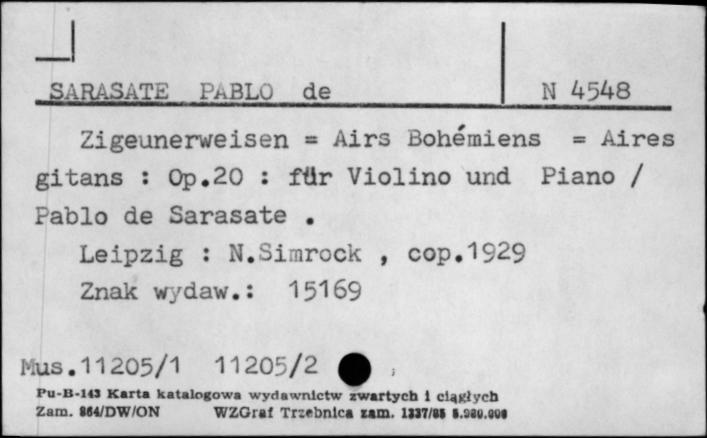 SARASATE PABLO de N 4548
Zigeunerweisen = Airs Bohémiens = Aires
gitans : Op.20 : für Violino und Piano /
Pablo de Sarasate .
Leipzig : N.Simrock , cop.1929
Znak wydaw.: 15169
Mus.11205/1 11205/2 ;
Pu-B-143 Karta katalogowa wydawnictw zwartych i ciągłych
Zam. 864/DW/ON WZGraf Trzebnica zam. 1337/85 5.000.000